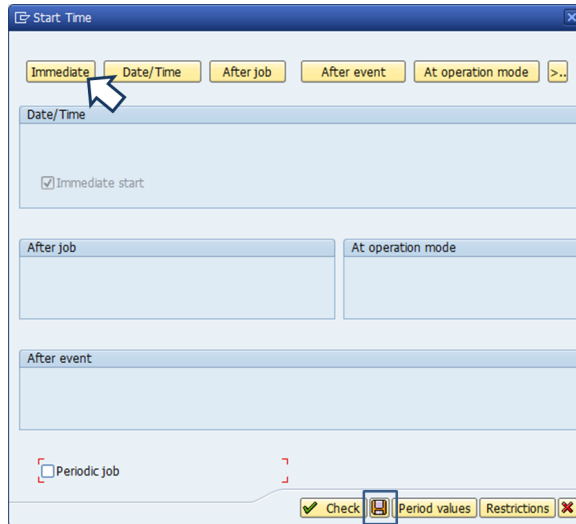 Start Time
Immediate Date/Time After job After event At operation mode >..
Date/Time
Immediate start
After job At operation mode
After event
Periodic job
Check Period values Restrictions